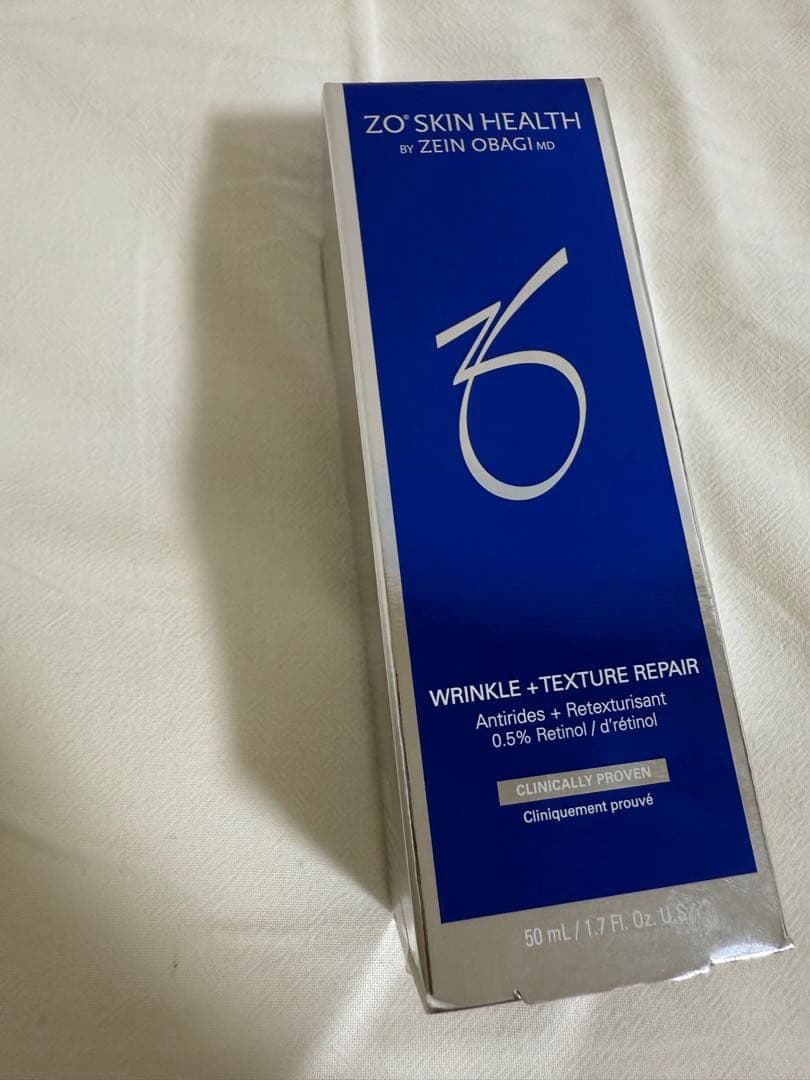 ZO® SKIN HEALTH
BY ZEIN OBAGI MD
WRINKLE + TEXTURE REPAIR
Antirides + Retexturisant
0.5% Retinol / d'rétinol
CLINICALLY PROVEN
Cliniquement prouvé
50 mL / 1.7 Fl. Oz. U.S.